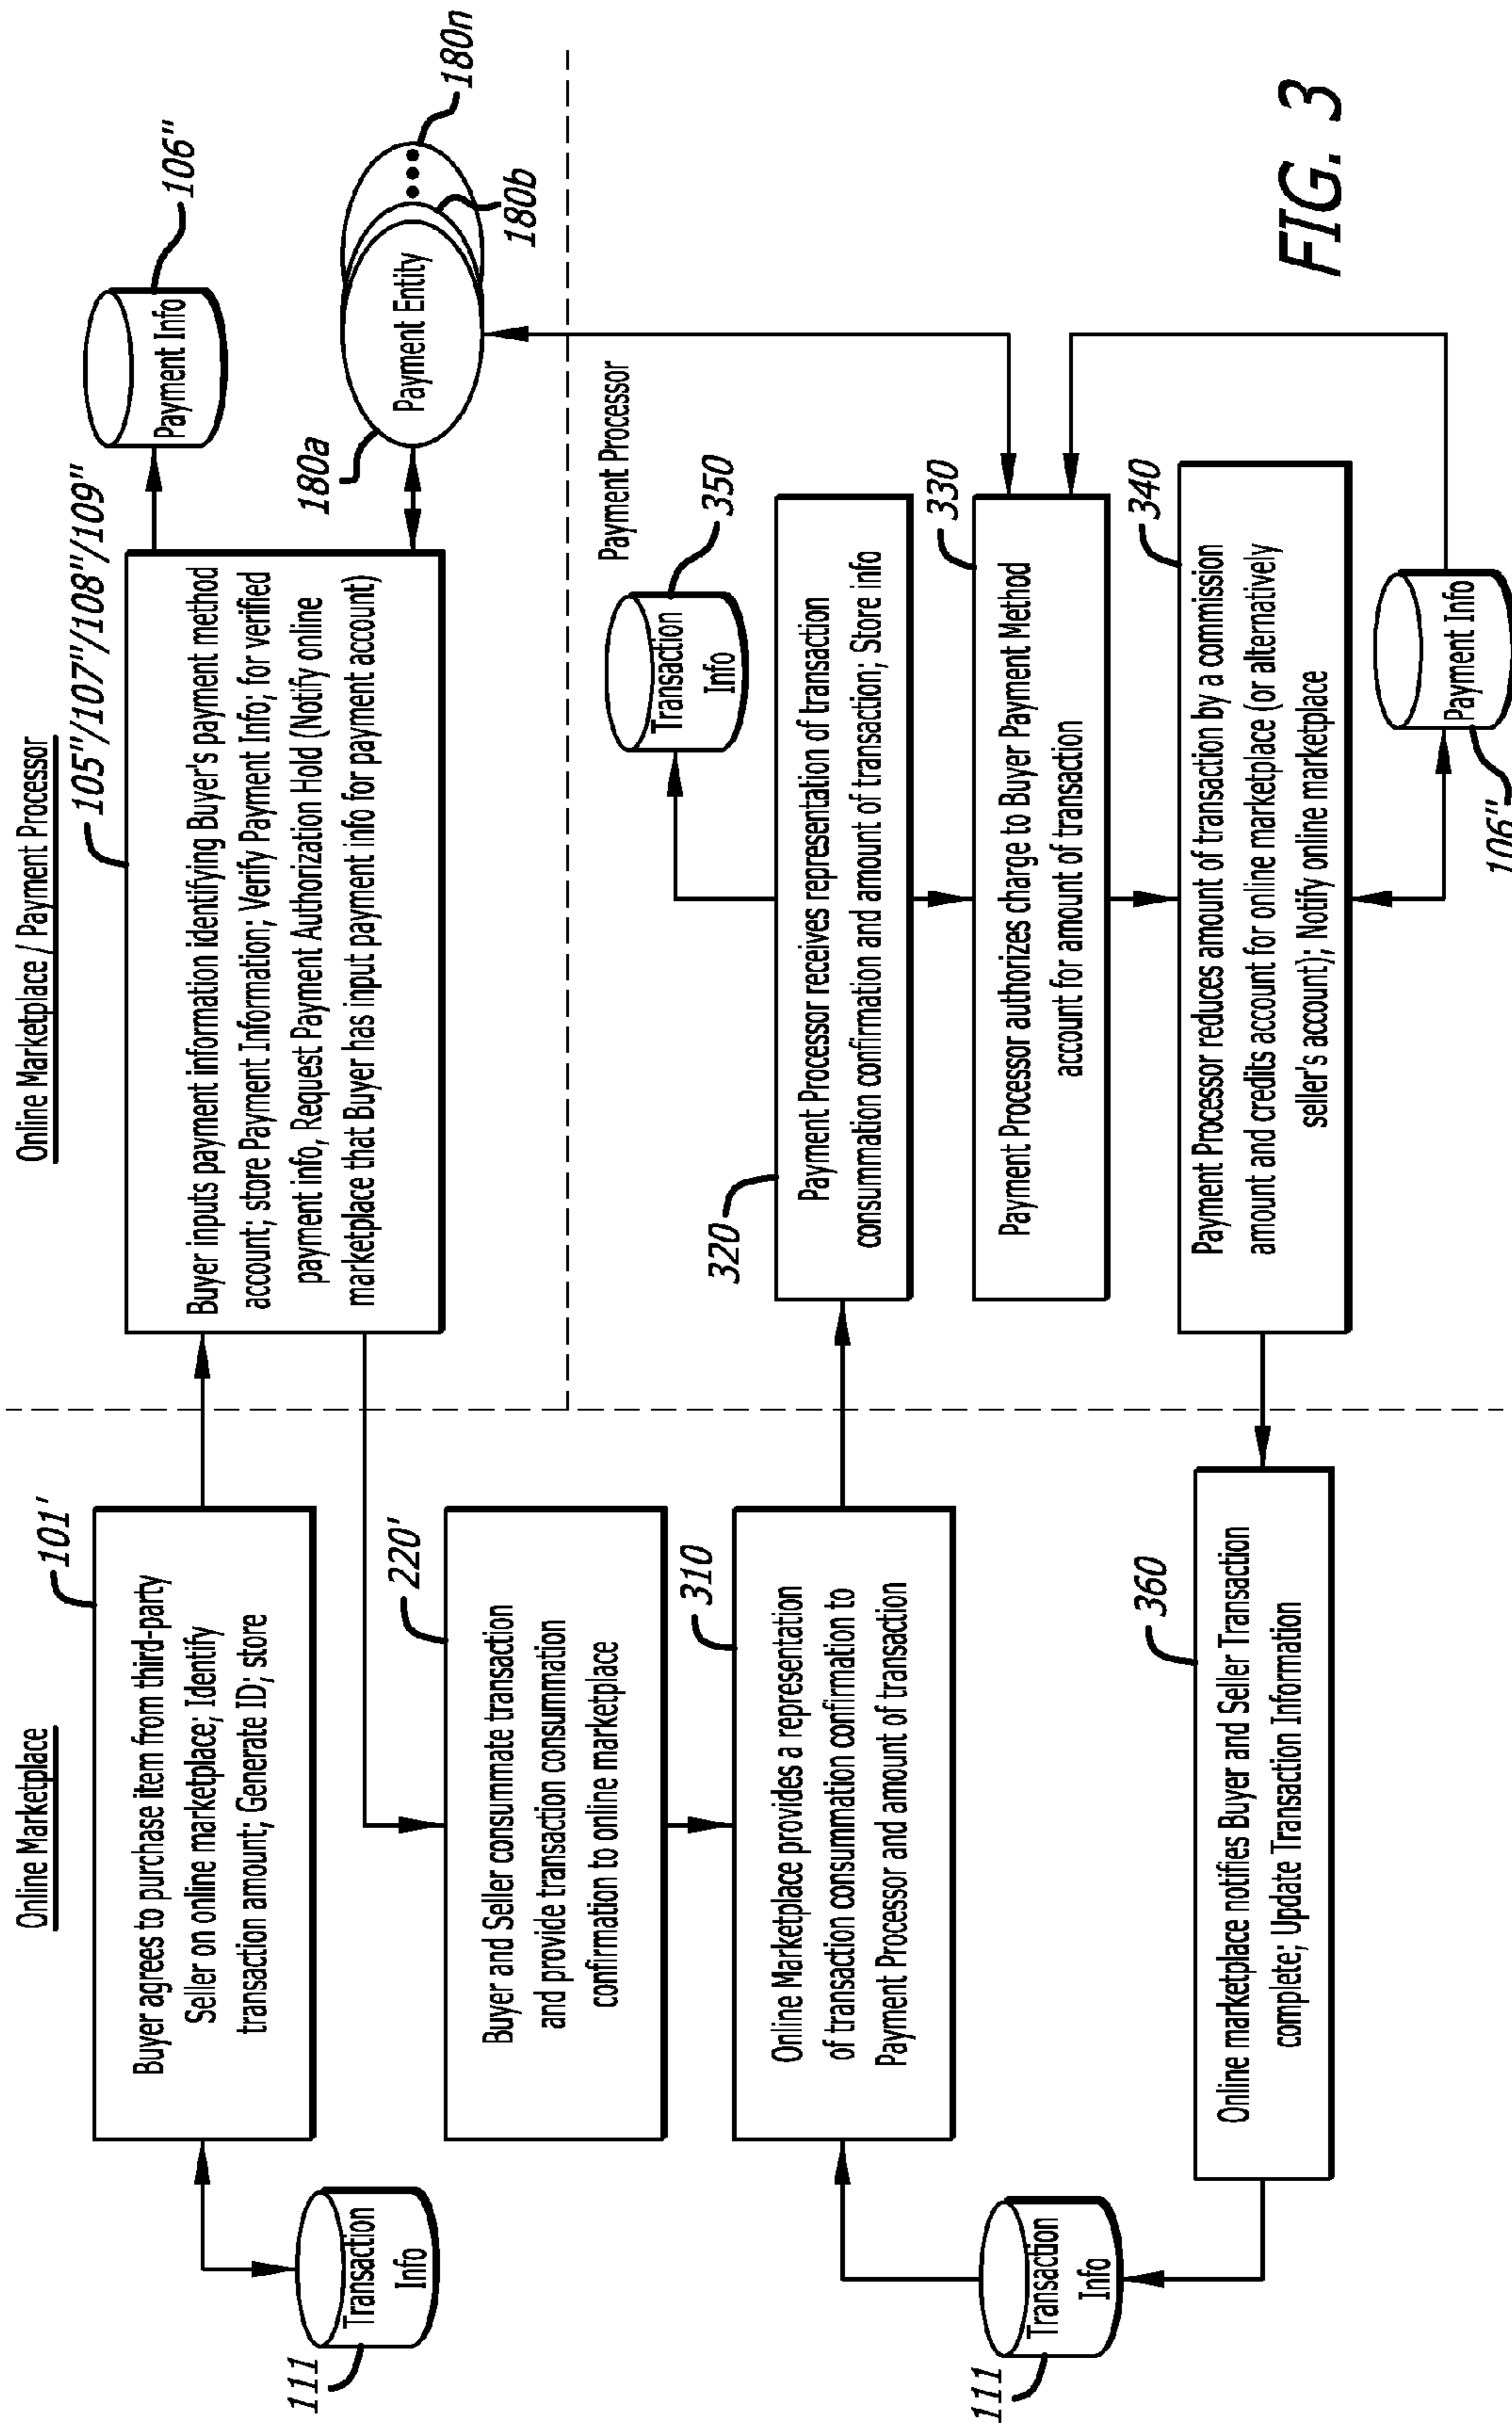 Online Marketplace
Online Marketplace / Payment Processor
101'
Buyer agrees to purchase item from third-party
Seller on online marketplace; Identify
transaction amount; Generate ID; store
111
Transaction
Info
105"/107"/108"/109"
Buyer inputs payment information identifying Buyer's payment method
account; store Payment Information; Verify Payment Info; for verified
payment info, Request Payment Authorization Hold (Notify online
marketplace that Buyer has input payment info for payment account)
Payment Info
106"
180a
Payment Entity
180b
180n
220'
Buyer and Seller consummate transaction
and provide transaction consummation
confirmation to online marketplace
310
Online Marketplace provides a representation
of transaction consummation confirmation to
Payment Processor and amount of transaction
111
Transaction
Info
Payment Processor
Transaction
Info
350
320
Payment Processor receives representation of transaction
consummation confirmation and amount of transaction; Store info
330
Payment Processor authorizes charge to Buyer Payment Method
account for amount of transaction
340
Payment Processor reduces amount of transaction by a commission
amount and credits account for online marketplace (or alternatively
seller's account); Notify online marketplace
106"
Payment Info
360
Online marketplace notifies Buyer and Seller Transaction
complete; Update Transaction Information
FIG. 3